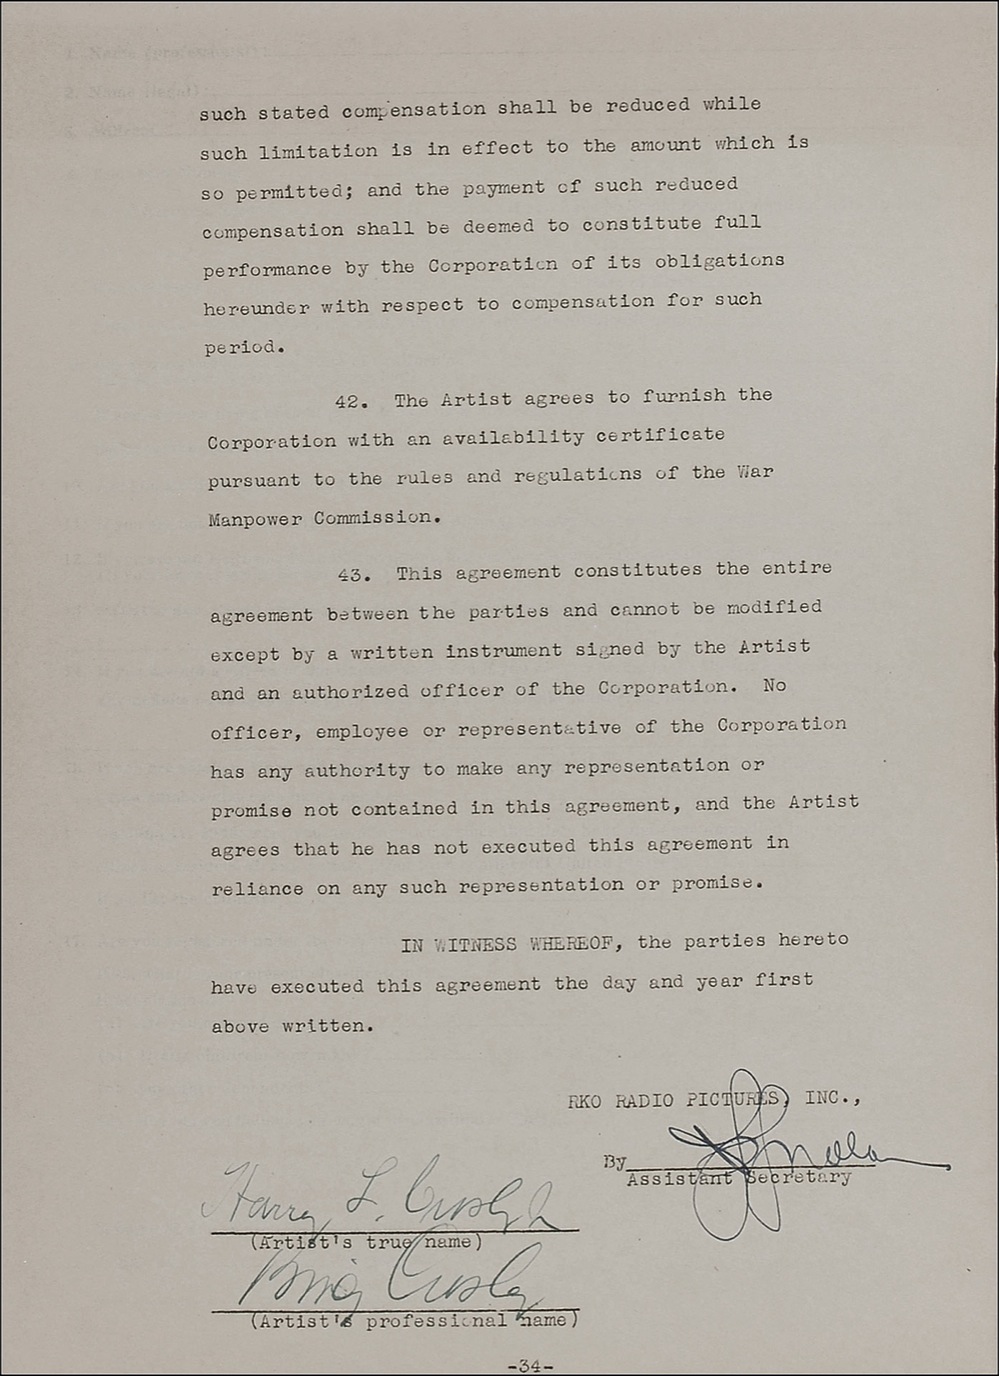 such stated compensation shall be reduced while
such limitation is in effect to the amount which is
so permitted; and the payment of such reduced
compensation shall be deemed to constitute full
performance by the Corporation of its obligations
hereunder with respect to compensation for such
period.
42. The Artist agrees to furnish the
Corporation with an availability certificate
pursuant to the rules and regulations of the War
Manpower Commission.
43. This agreement constitutes the entire
agreement between the parties and cannot be modified
except by a written instrument signed by the Artist
and an authorized officer of the Corporation. No
officer, employee or representative of the Corporation
has any authority to make any representation or
promise not contained in this agreement, and the Artist
agrees that he has not executed this agreement in
reliance on any such representation or promise.
IN WITNESS WHEREOF, the parties hereto
have executed this agreement the day and year first
above written.
RKO RADIO PICTURES, INC.,
By
Assistant Secretary
Harry L. Crosby
(Artist's true name)
Bing Crosby
(Artist's professional name)
-34-